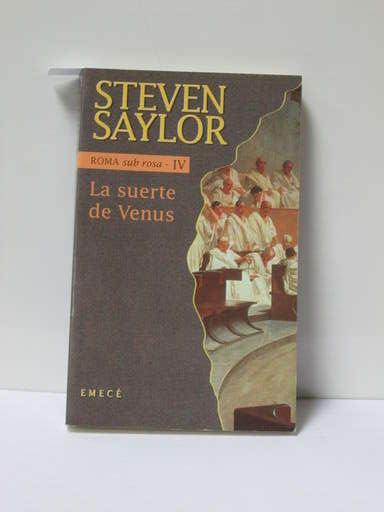 STEVEN
SAYLOR
ROMA sub rosa - IV
La suerte
de Venus
EMECÉ